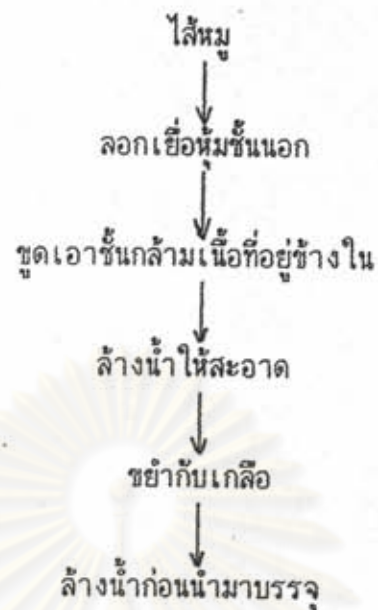 ไส้หมู
ลอกเยื่อหุ้มชั้นนอก
ขูดเอาชั้นกล้ามเนื้อที่อยู่ข้างใน
ล้างน้ำให้สะอาด
ขยำกับเกลือ
ล้างน้ำก่อนนำมาบรรจุ